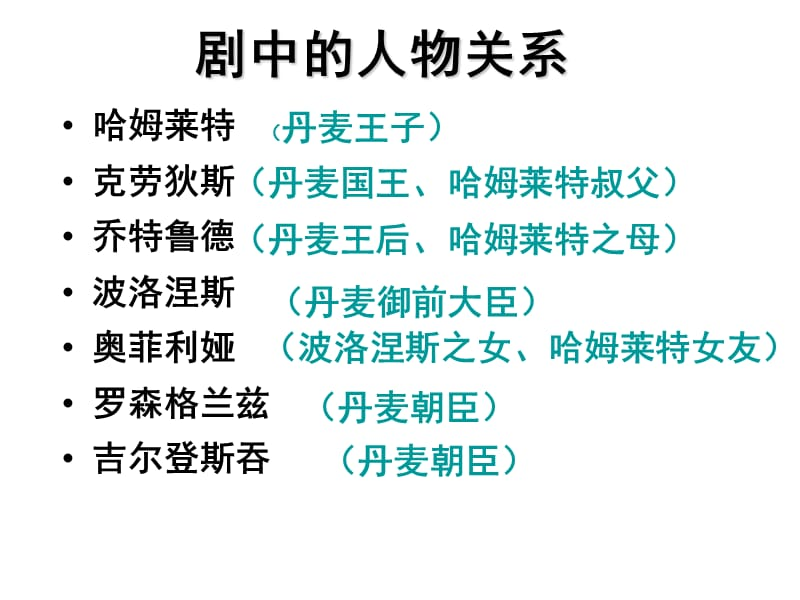 剧中的人物关系
• 哈姆莱特 （丹麦王子）
• 克劳狄斯（丹麦国王、哈姆莱特叔父）
• 乔特鲁德（丹麦王后、哈姆莱特之母）
• 波洛涅斯 （丹麦御前大臣）
• 奥菲利娅 （波洛涅斯之女、哈姆莱特女友）
• 罗森格兰兹 （丹麦朝臣）
• 吉尔登斯吞 （丹麦朝臣）